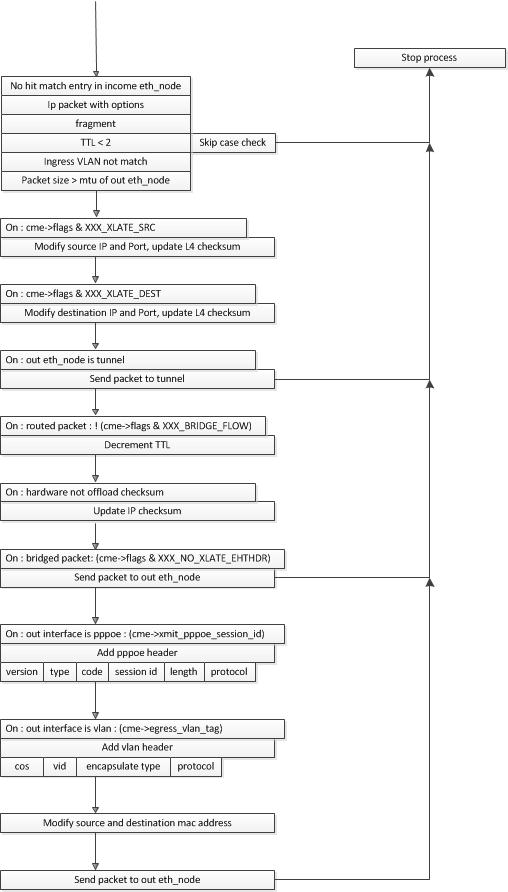 Stop process
No hit match entry in income eth_node
Ip packet with options
fragment
TTL < 2
Skip case check
Ingress VLAN not match
Packet size > mtu of out eth_node
On : cme->flags & XXX_XLATE_SRC
Modify source IP and Port, update L4 checksum
On : cme->flags & XXX_XLATE_DEST
Modify destination IP and Port, update L4 checksum
On : out eth_node is tunnel
Send packet to tunnel
On : routed packet : ! (cme->flags & XXX_BRIDGE_FLOW)
Decrement TTL
On : hardware not offload checksum
Update IP checksum
On : bridged packet: (cme->flags & XXX_NO_XLATE_EHTHDR)
Send packet to out eth_node
On : out interface is pppoe : (cme->xmit_pppoe_session_id)
Add pppoe header
version type code session id length protocol
On : out interface is vlan : (cme->egress_vlan_tag)
Add vlan header
cos vid encapsulate type protocol
Modify source and destination mac address
Send packet to out eth_node